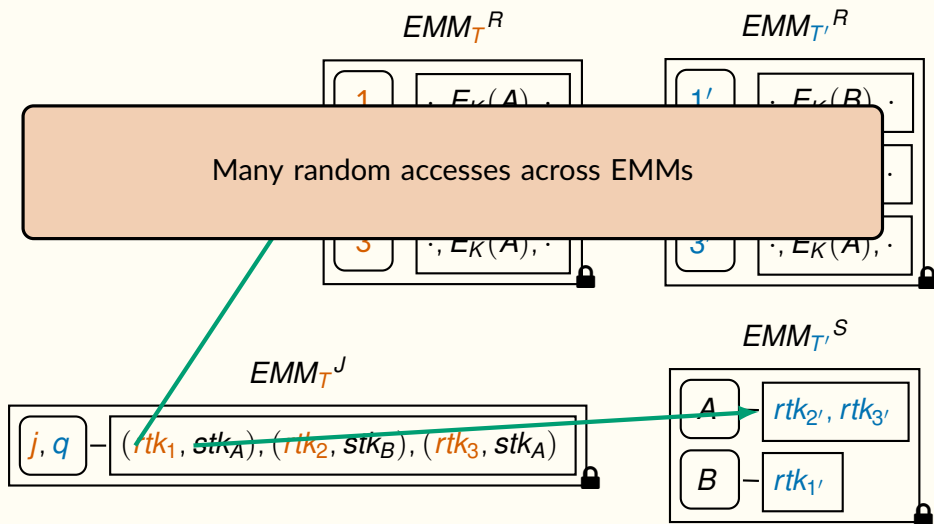 EMM_T^R
EMM_T′^R
1 · E_K(A), ·
1′ · E_K(B) ·
Many random accesses across EMMs
·
3 ·, E_K(A), ·
3′ ·, E_K(A), ·
EMM_T′^S
EMM_T^J
A – rtk_2′, rtk_3′
j, q – (rtk_1, stk_A), (rtk_2, stk_B), (rtk_3, stk_A)
B – rtk_1′